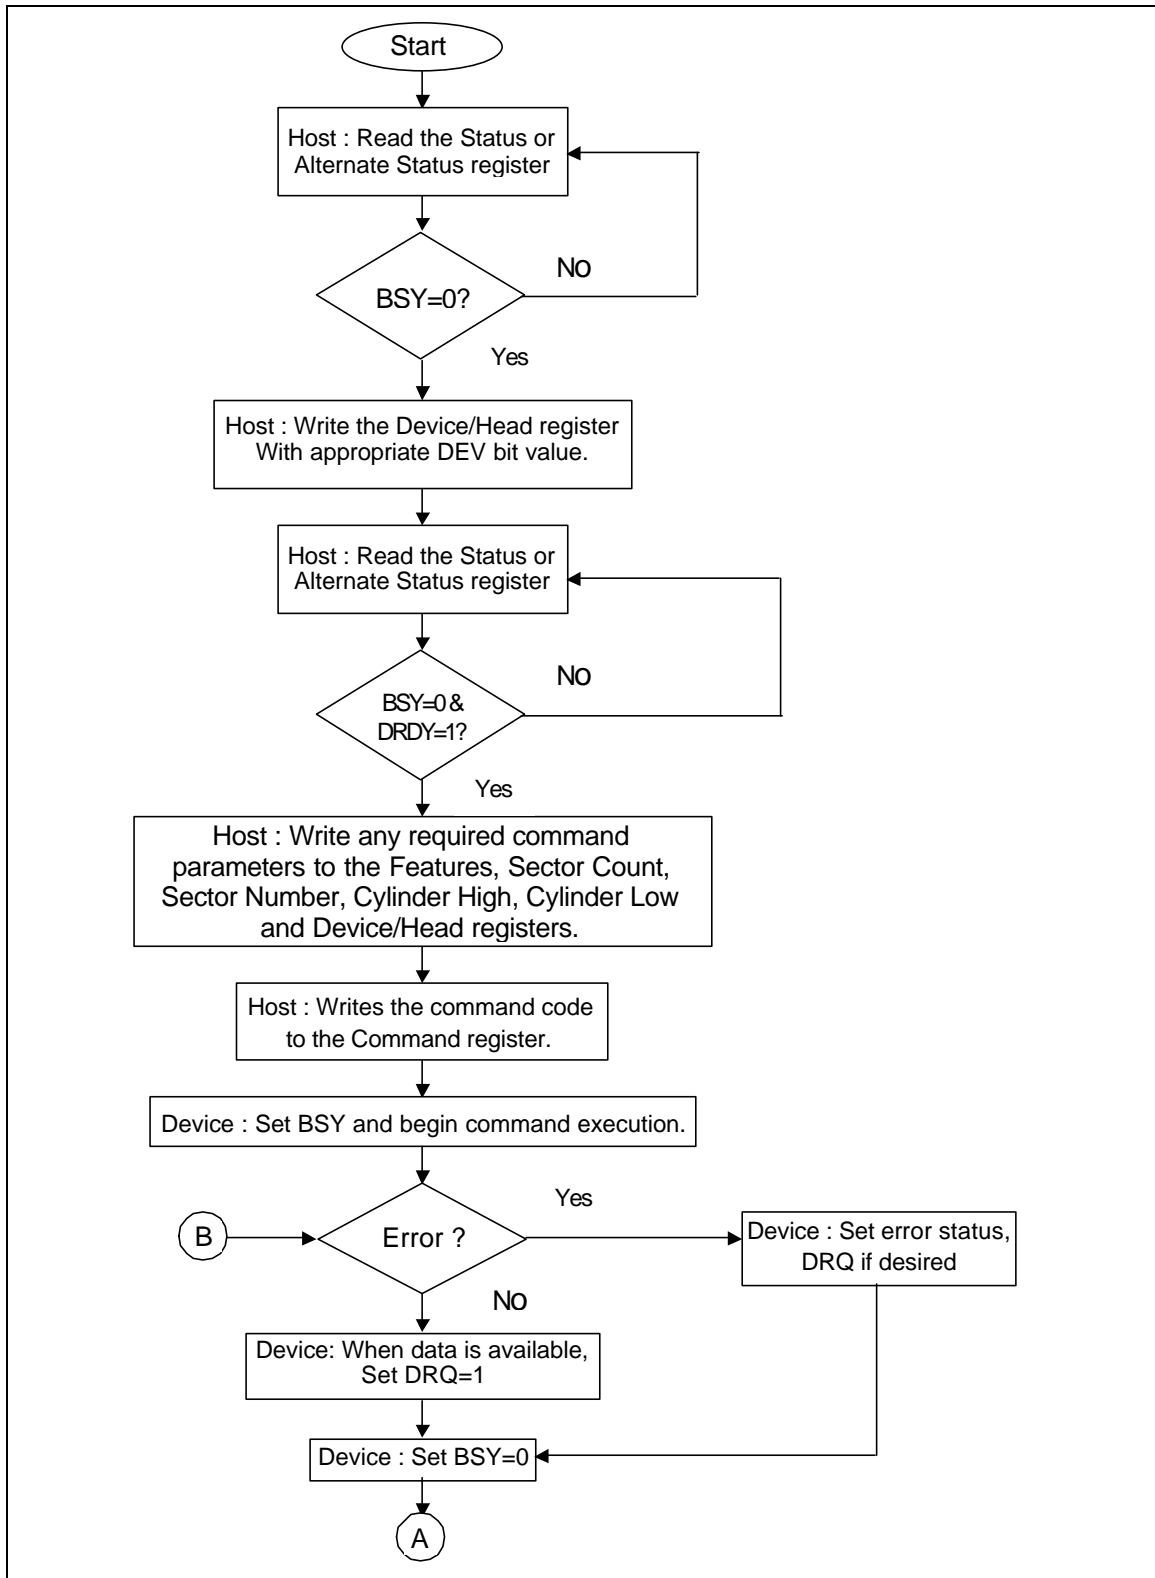 Start
Host : Read the Status or
Alternate Status register
No
BSY=0?
Yes
Host : Write the Device/Head register
With appropriate DEV bit value.
Host : Read the Status or
Alternate Status register
No
BSY=0 &
DRDY=1?
Yes
Host : Write any required command
parameters to the Features, Sector Count,
Sector Number, Cylinder High, Cylinder Low
and Device/Head registers.
Host : Writes the command code
to the Command register.
Device : Set BSY and begin command execution.
Yes
B
Error ?
Device : Set error status,
DRQ if desired
No
Device: When data is available,
Set DRQ=1
Device : Set BSY=0
A